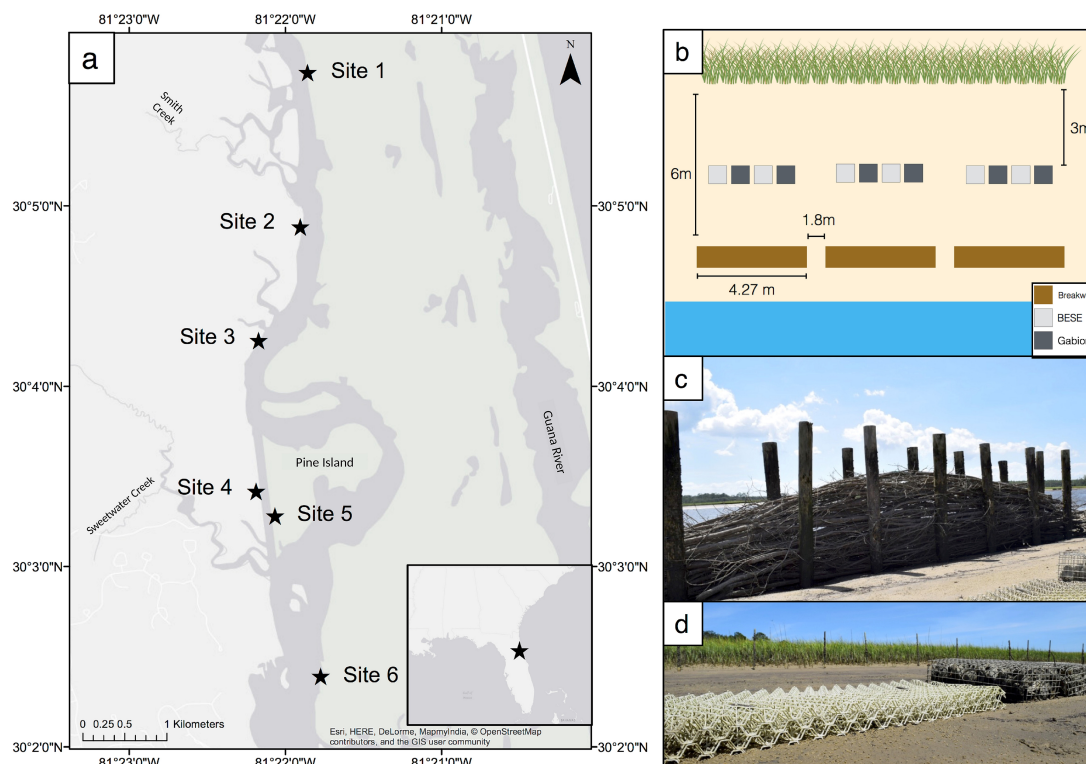 81°23'0"W
81°22'0"W
81°21'0"W
a
N
Site 1
Smith
Creek
30°5'0"N
30°5'0"N
Site 2
Site 3
30°4'0"N
30°4'0"N
Guana River
Pine Island
Site 4
Sweetwater Creek
Site 5
30°3'0"N
30°3'0"N
Site 6
0 0.25 0.5 1 Kilometers
Esri, HERE, DeLorme, MapmyIndia, © OpenStreetMap
contributors, and the GIS user community
30°2'0"N
30°2'0"N
81°23'0"W
81°22'0"W
81°21'0"W
b
3m
6m
1.8m
4.27 m
Breakw
BESE
Gabion
c
d